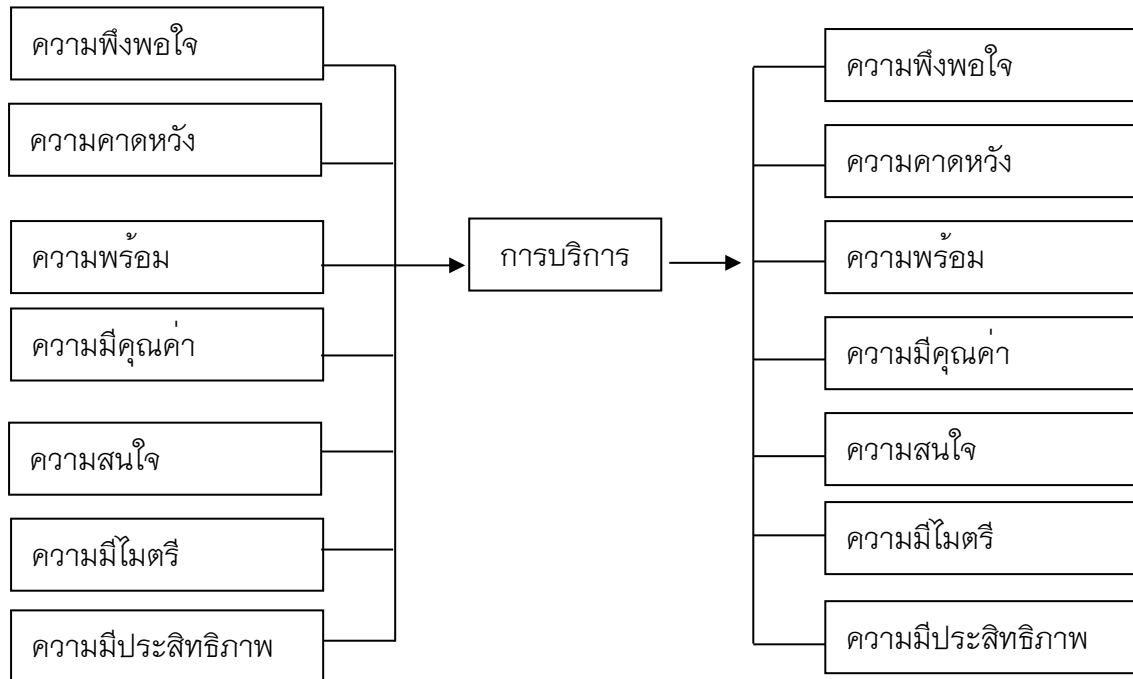 ความพึงพอใจ
ความคาดหวัง
ความพร้อม
ความมีคุณค่า
ความสนใจ
ความมีไมตรี
ความมีประสิทธิภาพ
การบริการ
ความพึงพอใจ
ความคาดหวัง
ความพร้อม
ความมีคุณค่า
ความสนใจ
ความมีไมตรี
ความมีประสิทธิภาพ